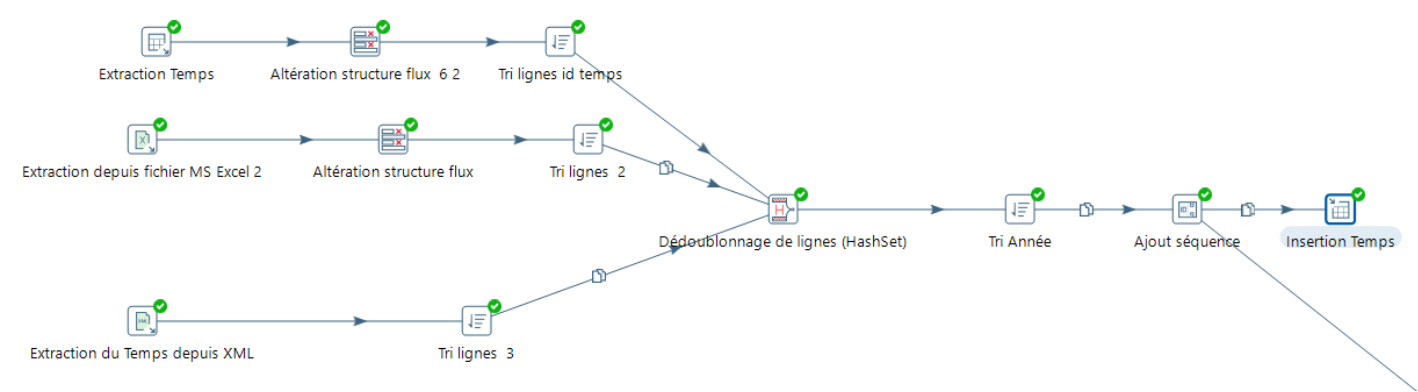 Extraction Temps
Altération structure flux 6 2
Tri lignes id temps
Extraction depuis fichier MS Excel 2
Altération structure flux
Tri lignes 2
Dédoublonnage de lignes (HashSet)
Tri Année
Ajout séquence
Insertion Temps
Extraction du Temps depuis XML
Tri lignes 3